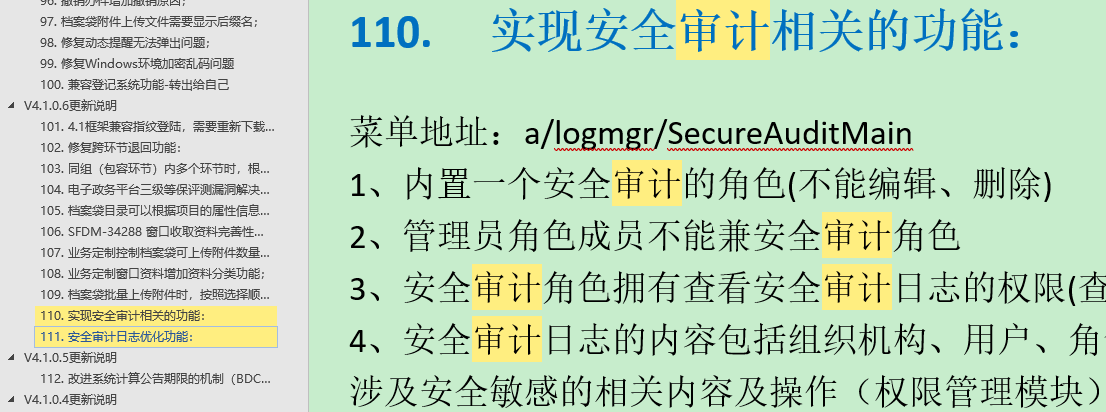 96. 撤销办件增加撤销原因；
97. 档案袋附件上传文件需要显示后缀名；
98. 修复动态提醒无法弹出问题；
99. 修复Windows环境加密乱码问题
100. 兼容登记系统功能-转出给自己
V4.1.0.6更新说明
101. 4.1框架兼容指纹登陆，需要重新下载...
102. 修复跨环节退回功能：
103. 同组（包容环节）内多个环节时，根...
104. 电子政务平台三级等保评测漏洞解决...
105. 档案袋目录可以根据项目的属性信息...
106. SFDM-34288 窗口收取资料完善性...
107. 业务定制控制档案袋可上传附件数量...
108. 业务定制窗口资料增加资料分类功能；
109. 档案袋批量上传附件时，按照选择顺...
110. 实现安全审计相关的功能：
111. 安全审计日志优化功能：
V4.1.0.5更新说明
112. 改进系统计算公告期限的机制（BDC...
V4.1.0.4更新说明
110. 实现安全审计相关的功能：
菜单地址：a/logmgr/SecureAuditMain
1、内置一个安全审计的角色(不能编辑、删除)
2、管理员角色成员不能兼安全审计角色
3、安全审计角色拥有查看安全审计日志的权限(查
4、安全审计日志的内容包括组织机构、用户、角
涉及安全敏感的相关内容及操作（权限管理模块）